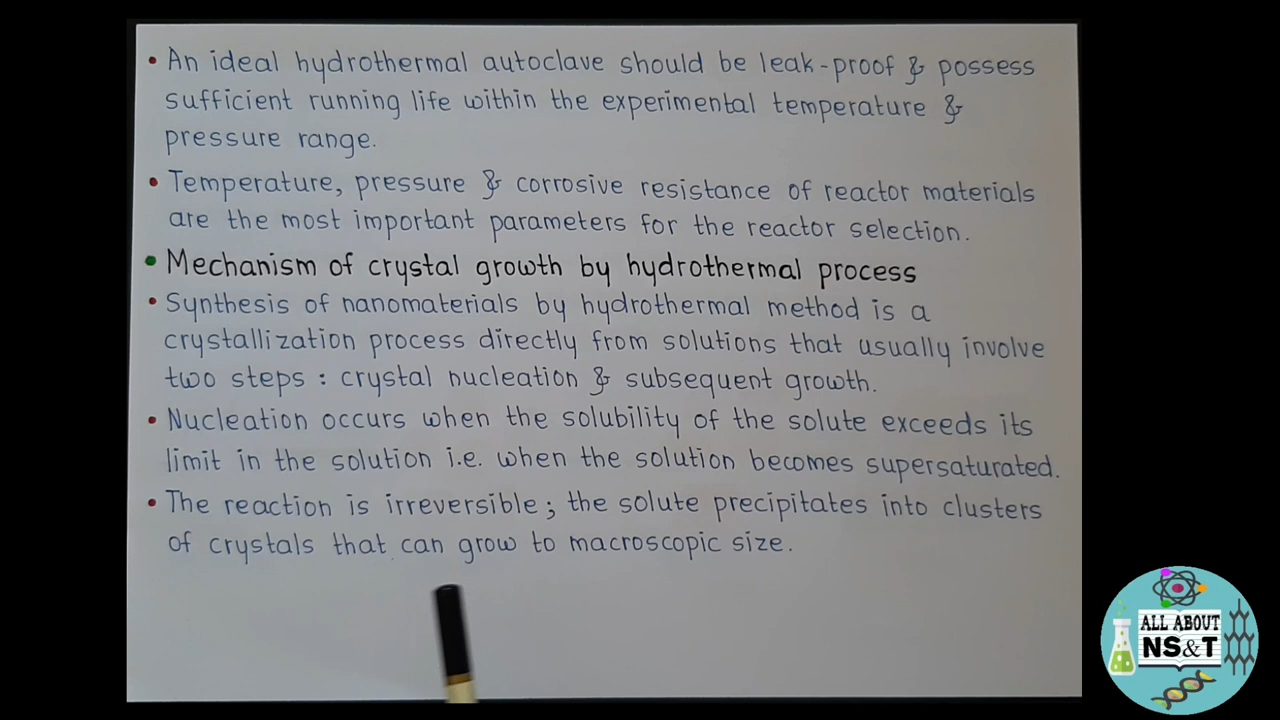 • An ideal hydrothermal autoclave should be leak-proof & possess
sufficient running life within the experimental temperature &
pressure range.
• Temperature, pressure & corrosive resistance of reactor materials
are the most important parameters for the reactor selection.
• Mechanism of crystal growth by hydrothermal process
• Synthesis of nanomaterials by hydrothermal method is a
crystallization process directly from solutions that usually involve
two steps : crystal nucleation & subsequent growth.
• Nucleation occurs when the solubility of the solute exceeds its
limit in the solution i.e. when the solution becomes supersaturated.
• The reaction is irreversible; the solute precipitates into clusters
of crystals that can grow to macroscopic size.
ALL ABOUT
NS&T